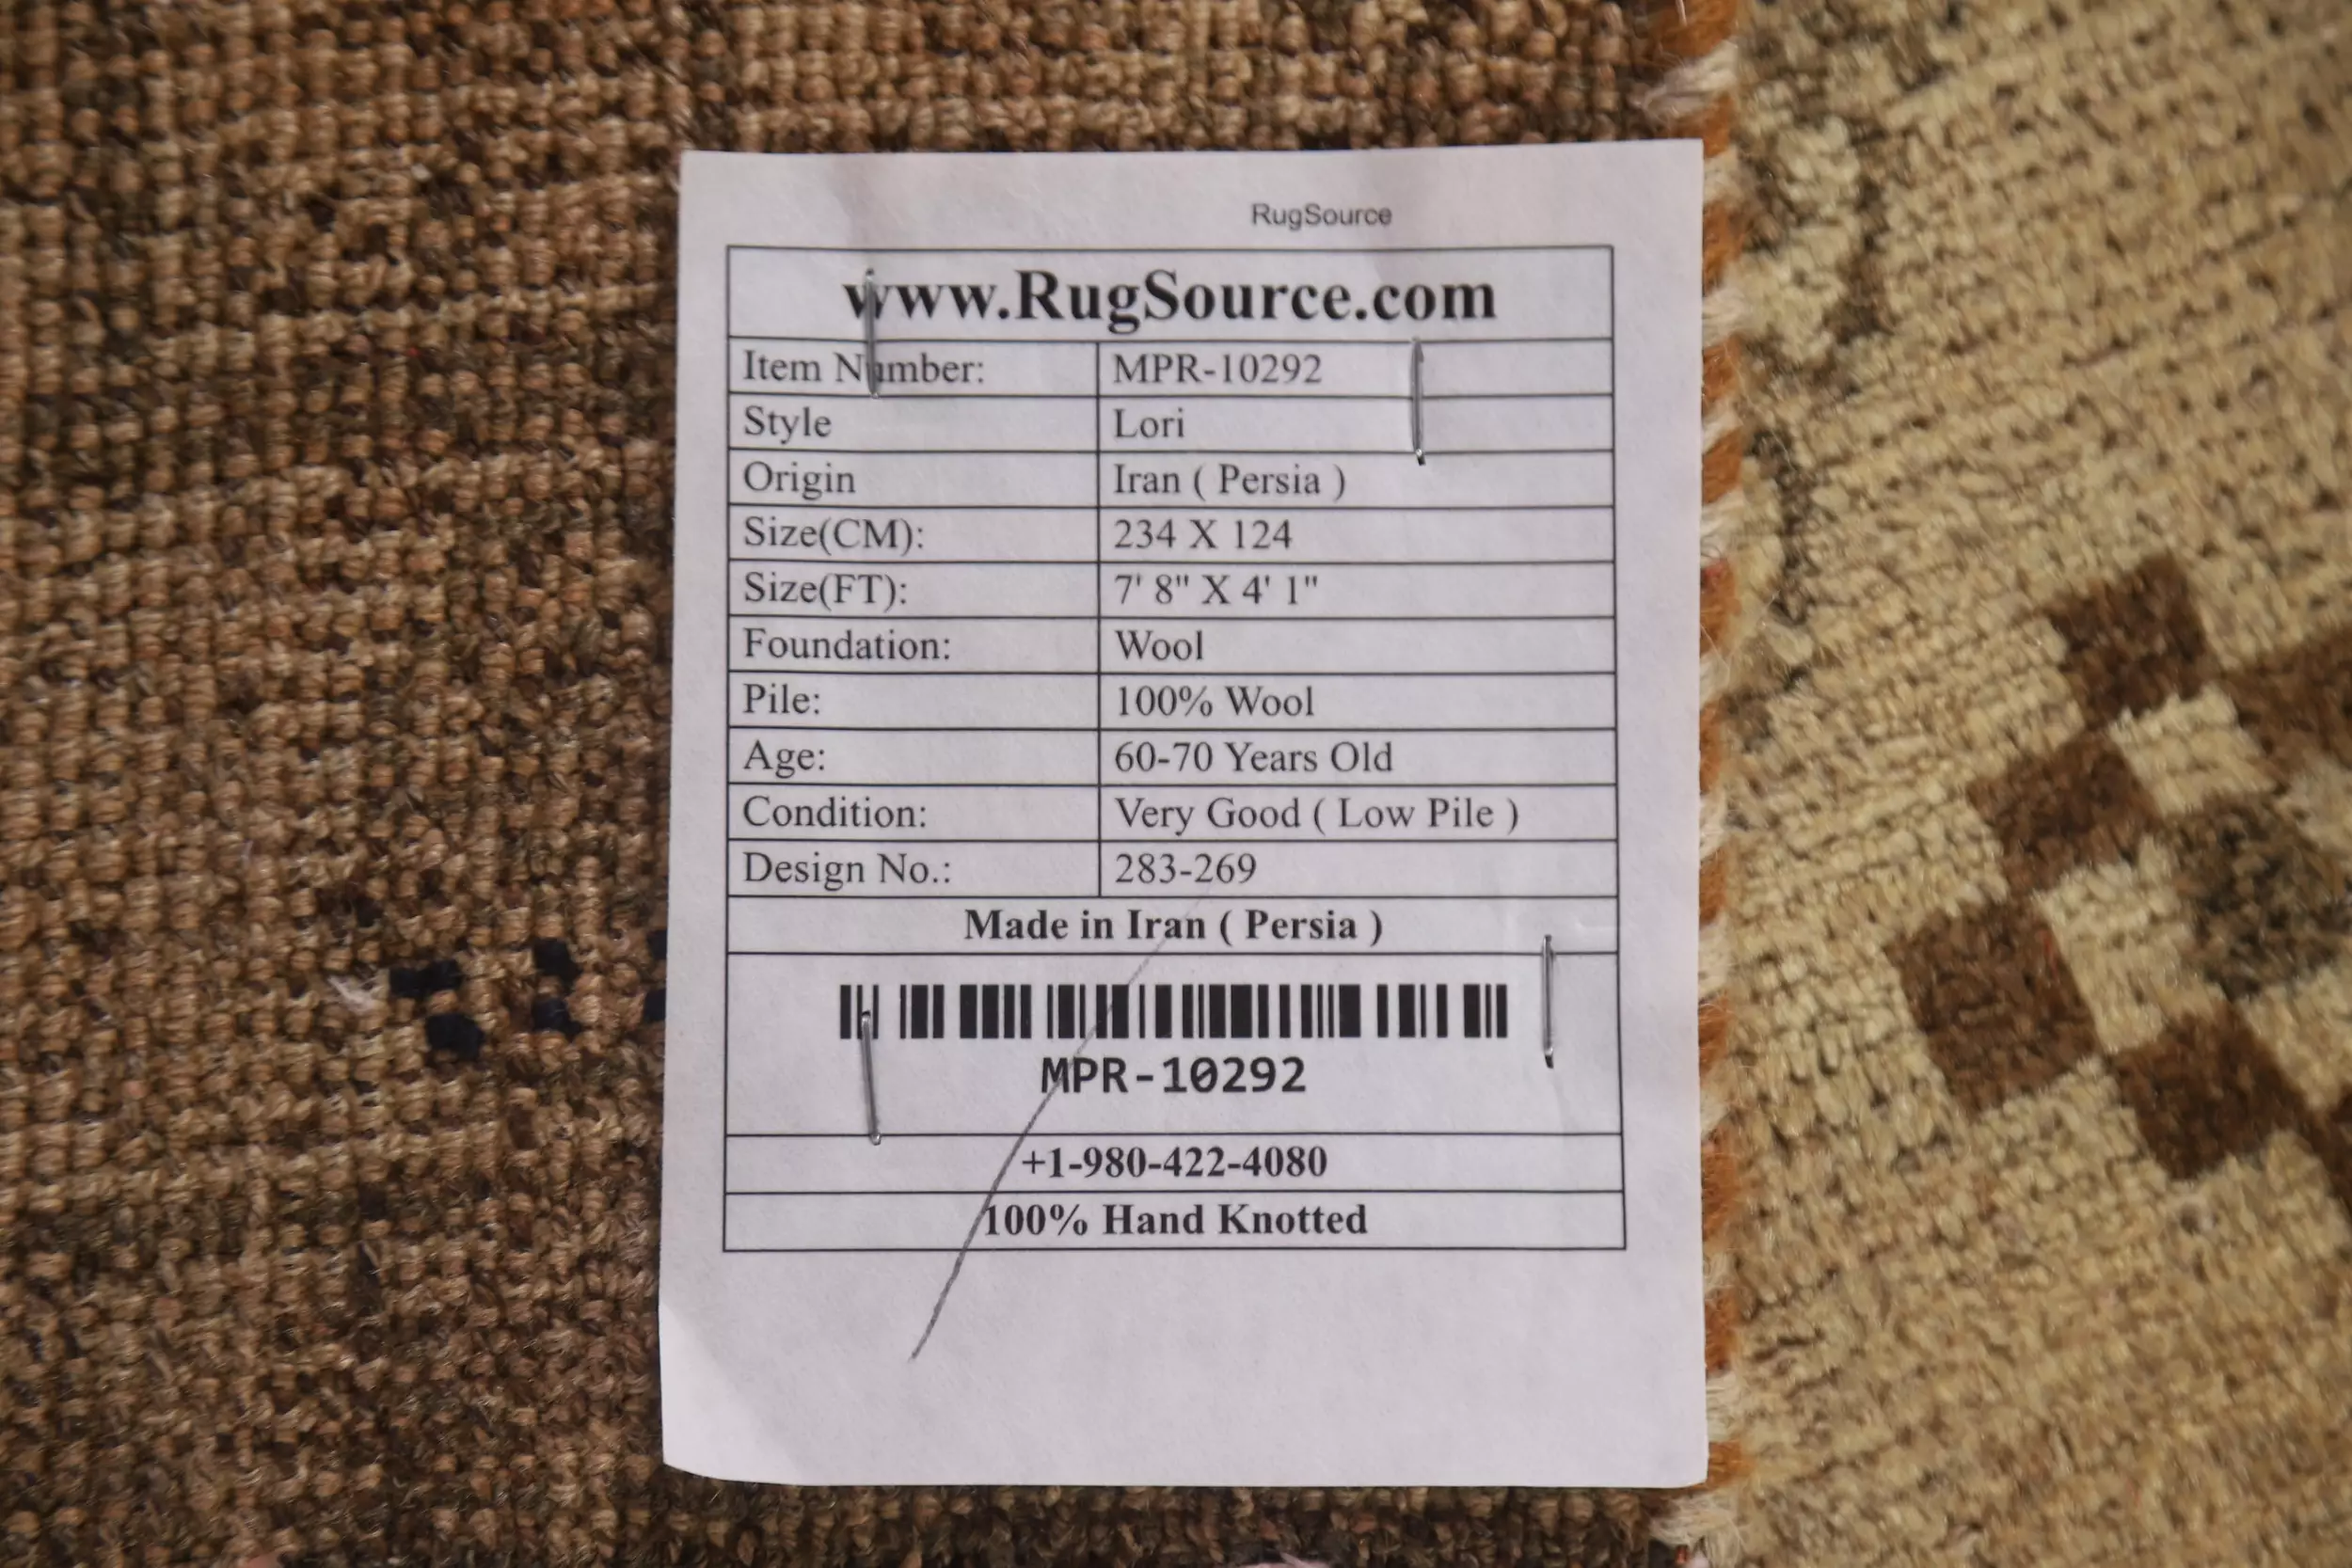 RugSource
www.RugSource.com
Item Number: MPR-10292
Style Lori
Origin Iran ( Persia )
Size(CM): 234 X 124
Size(FT): 7' 8" X 4' 1"
Foundation: Wool
Pile: 100% Wool
Age: 60-70 Years Old
Condition: Very Good ( Low Pile )
Design No.: 283-269
Made in Iran ( Persia )
MPR-10292
+1-980-422-4080
100% Hand Knotted